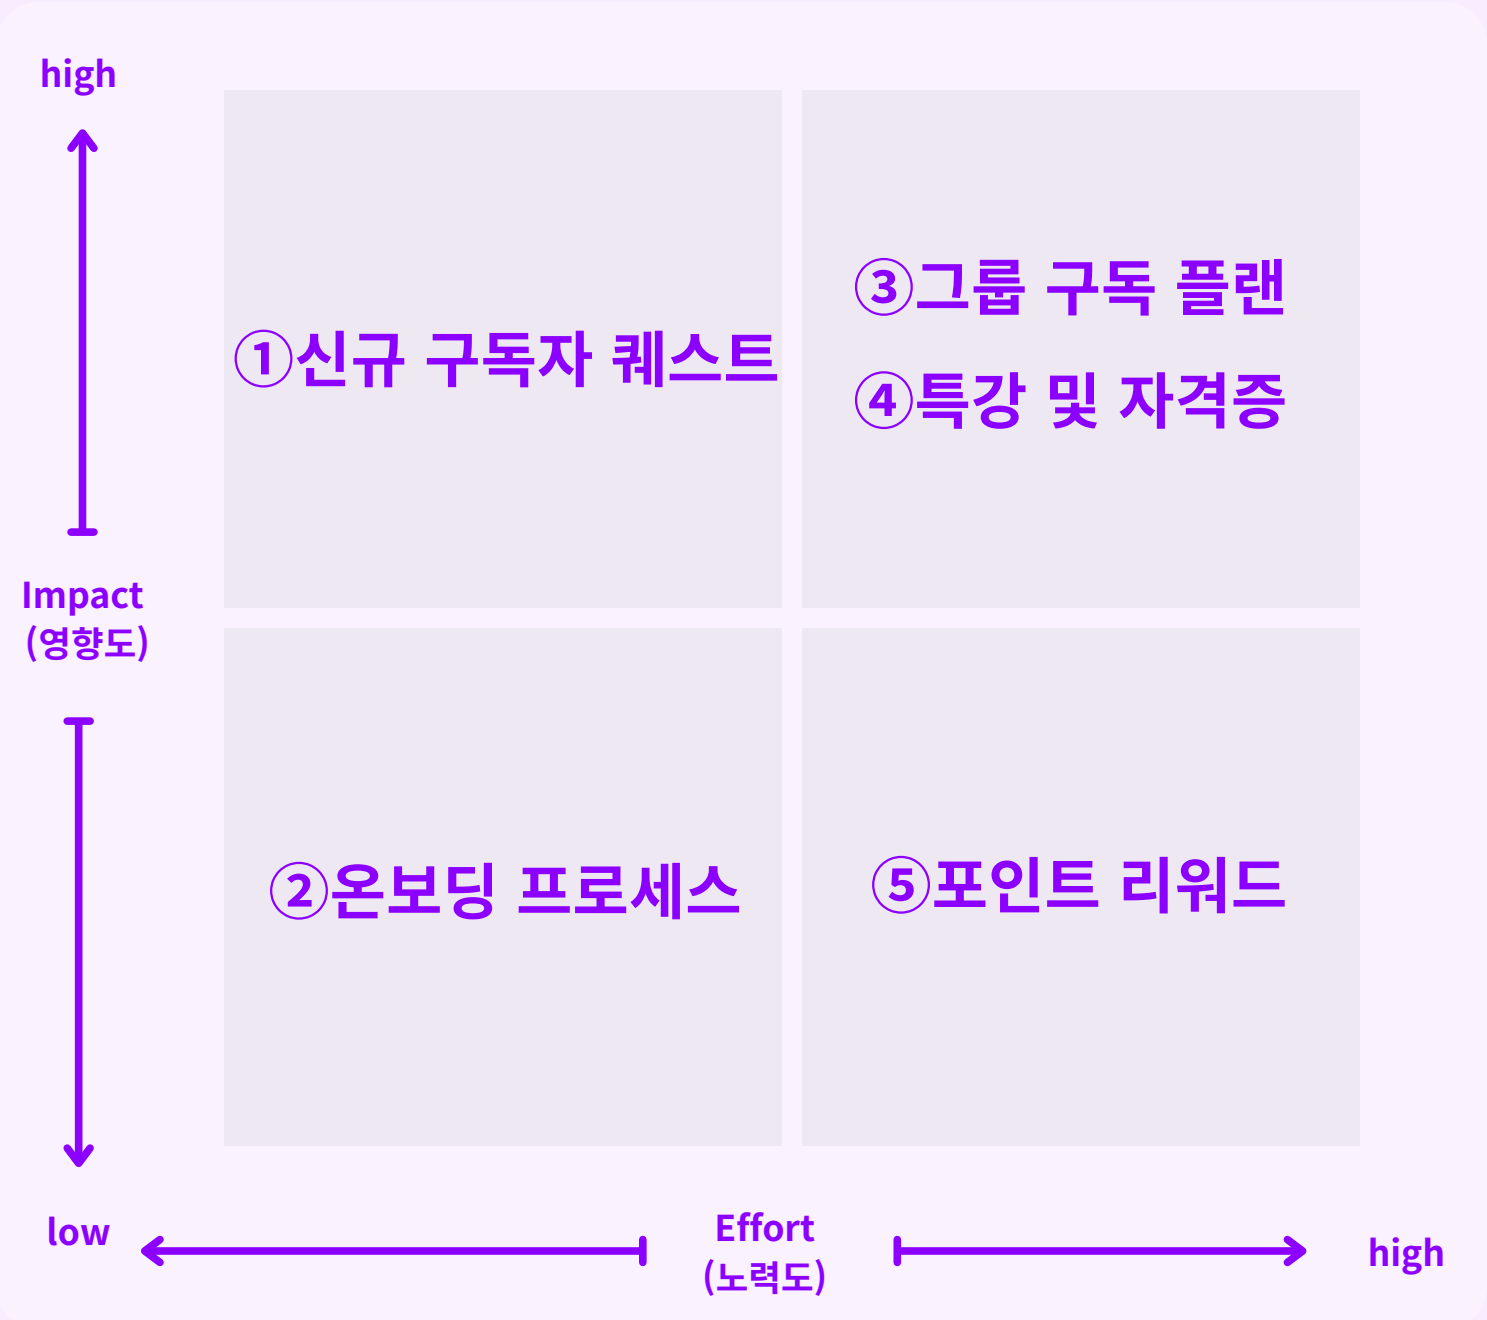 high
①신규 구독자 퀘스트
③그룹 구독 플랜
④특강 및 자격증
Impact
(영향도)
②온보딩 프로세스
⑤포인트 리워드
low
Effort
(노력도)
high